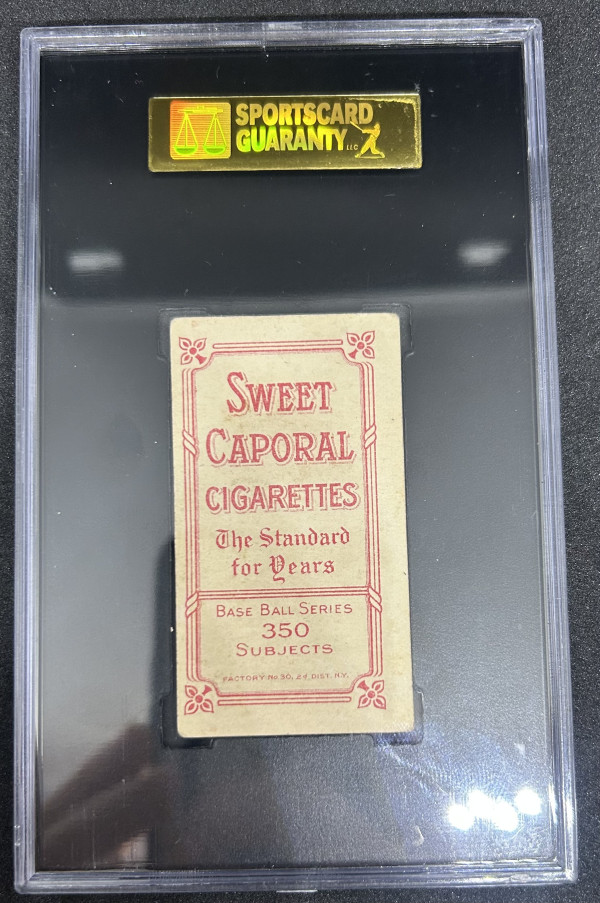 SPORTSCARD
GUARANTY LLC
SWEET
CAPORAL
CIGARETTES
The Standard
for Years
BASE BALL SERIES
350
SUBJECTS
FACTORY No 30, 2d, DIST. N.Y.